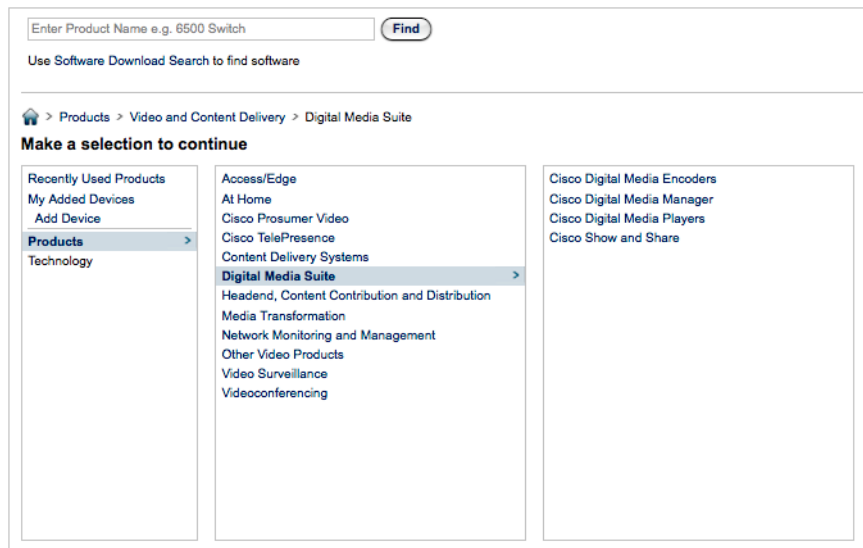 Enter Product Name e.g. 6500 Switch
Find
Use Software Download Search to find software
> Products > Video and Content Delivery > Digital Media Suite
Make a selection to continue
Recently Used Products
My Added Devices
Add Device
Products >
Technology
Access/Edge
At Home
Cisco Prosumer Video
Cisco TelePresence
Content Delivery Systems
Digital Media Suite >
Headend, Content Contribution and Distribution
Media Transformation
Network Monitoring and Management
Other Video Products
Video Surveillance
Videoconferencing
Cisco Digital Media Encoders
Cisco Digital Media Manager
Cisco Digital Media Players
Cisco Show and Share